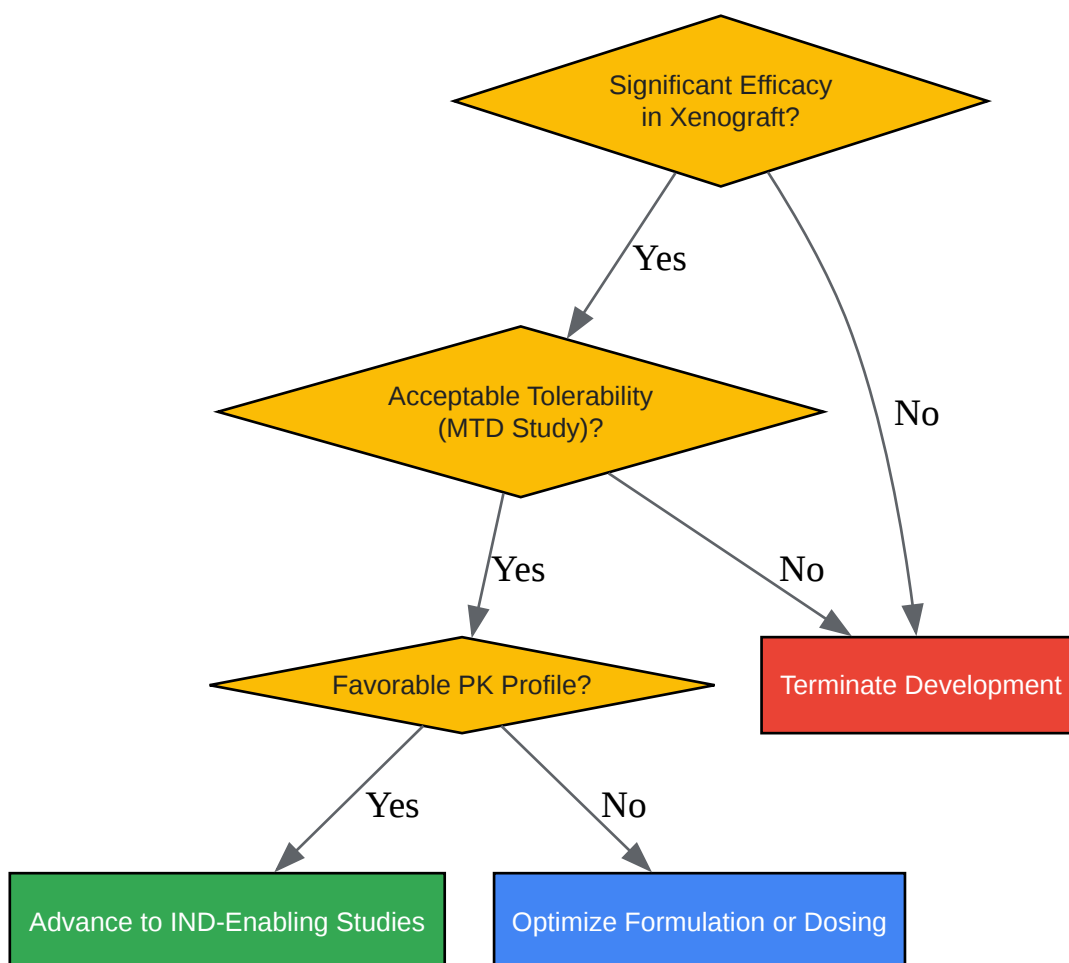 Significant Efficacy
in Xenograft?
Yes
No
Acceptable Tolerability
(MTD Study)?
Yes
No
Favorable PK Profile?
Terminate Development
Yes
No
Advance to IND-Enabling Studies
Optimize Formulation or Dosing